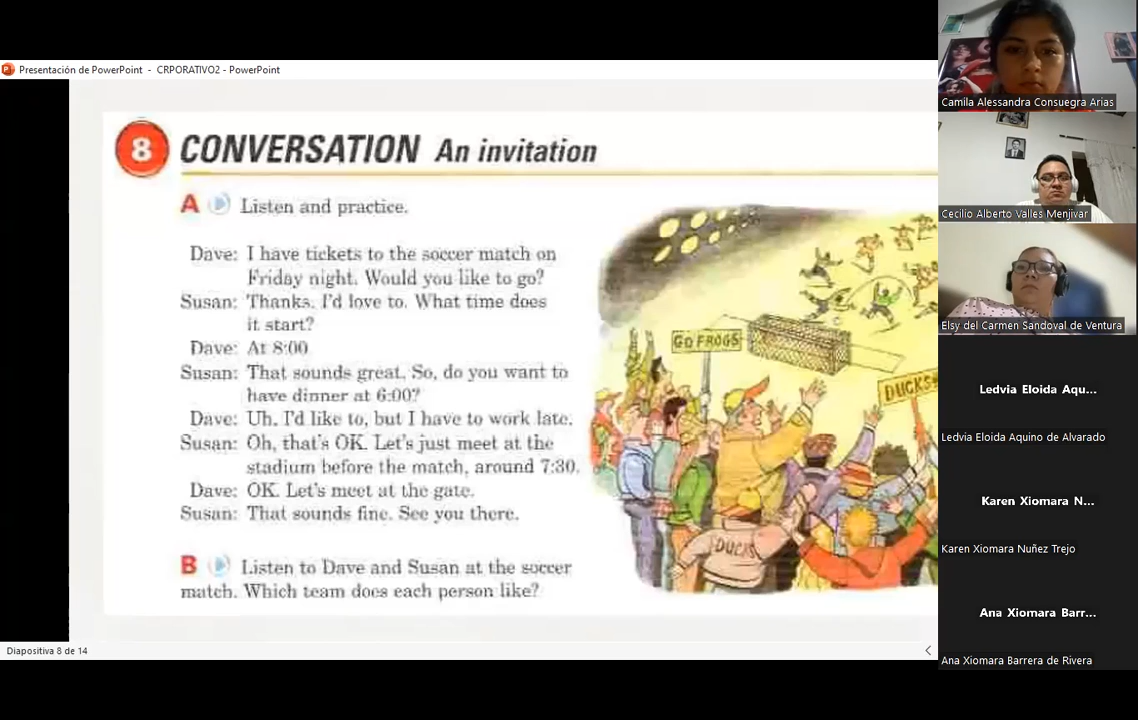 Presentación de PowerPoint - CRPORATIVO2 - PowerPoint
8 CONVERSATION An invitation
A Listen and practice.
Dave: I have tickets to the soccer match on
Friday night. Would you like to go?
Susan: Thanks. I'd love to. What time does
it start?
Dave: At 8:00
Susan: That sounds great. So, do you want to
have dinner at 6:00?
Dave: Uh, I'd like to, but I have to work late.
Susan: Oh, that's OK. Let's just meet at the
stadium before the match, around 7:30.
Dave: OK. Let's meet at the gate.
Susan: That sounds fine. See you there.
B Listen to Dave and Susan at the soccer
match. Which team does each person like?
GO FROGS
DUCKS
DUCKS
Diapositiva 8 de 14
Camila Alessandra Consuegra Arias
Cecilio Alberto Valles Menjivar
Elsy del Carmen Sandoval de Ventura
Ledvia Eloida Aqu...
Ledvia Eloida Aquino de Alvarado
Karen Xiomara N...
Karen Xiomara Nuñez Trejo
Ana Xiomara Barr...
Ana Xiomara Barrera de Rivera